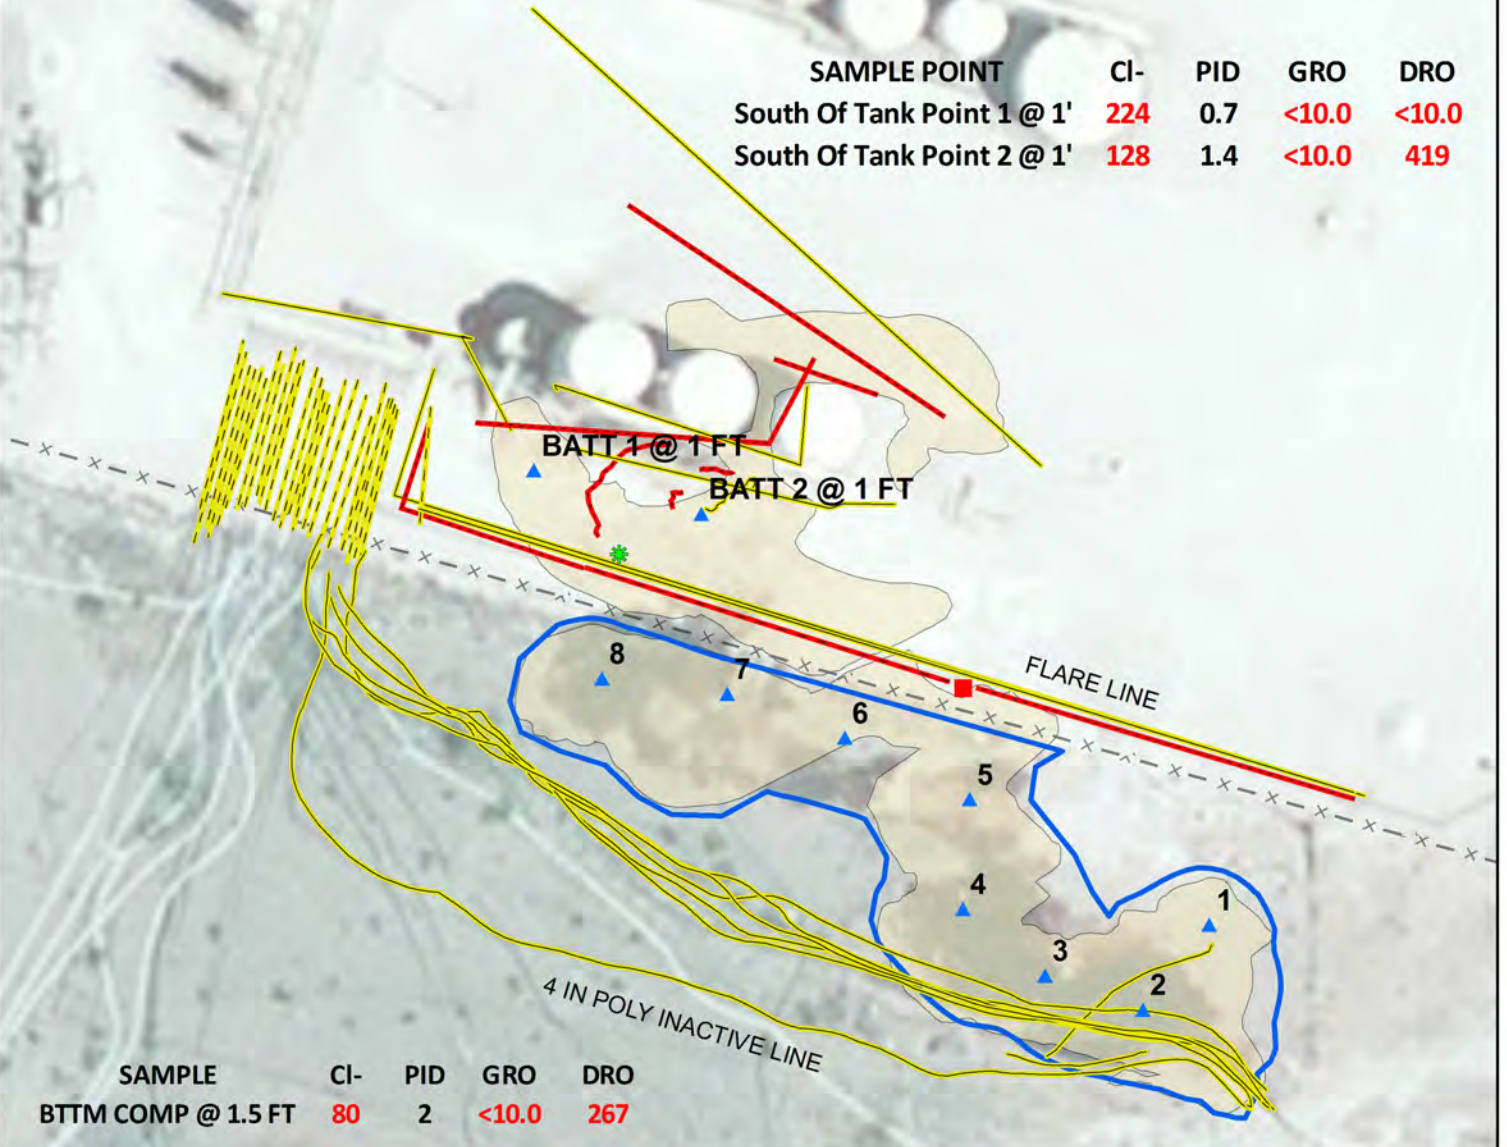 SAMPLE POINT Cl- PID GRO DRO
South Of Tank Point 1 @ 1' 224 0.7 <10.0 <10.0
South Of Tank Point 2 @ 1' 128 1.4 <10.0 419
BATT 1 @ 1 FT
BATT 2 @ 1 FT
8
7
FLARE LINE
6
5
4
1
3
2
4 IN POLY INACTIVE LINE
SAMPLE Cl- PID GRO DRO
BTTM COMP @ 1.5 FT 80 2 <10.0 267